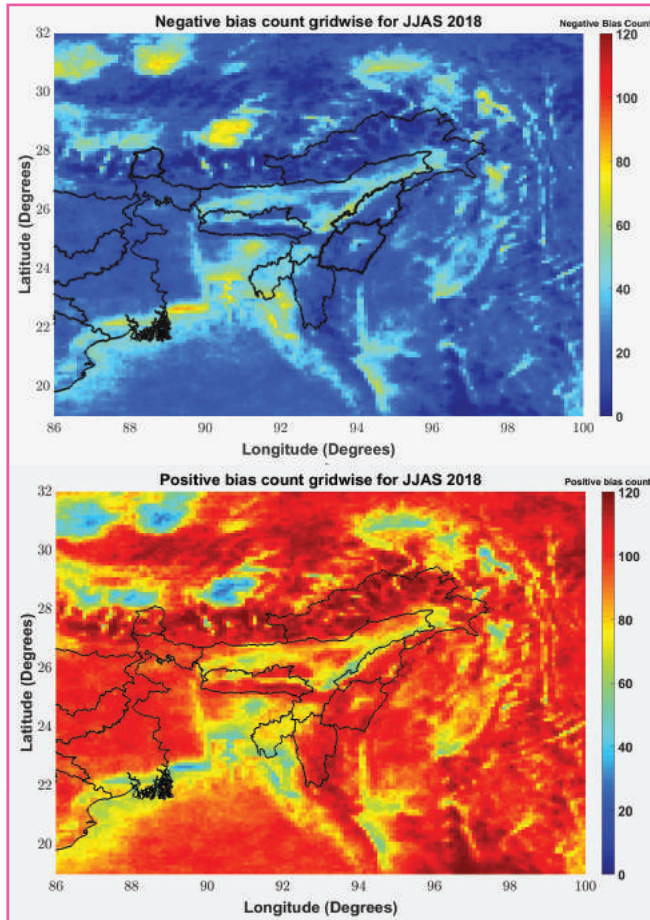 Negative bias count gridwise for JJAS 2018
Negative Bias Count
32
30
28
26
24
22
20
Latitude (Degrees)
120
100
80
60
40
20
0
86 88 90 92 94 96 98 100
Longitude (Degrees)
Positive bias count gridwise for JJAS 2018
Positive bias count
32
30
28
26
24
22
20
Latitude (Degrees)
120
100
80
60
40
20
0
86 88 90 92 94 96 98 100
Longitude (Degrees)